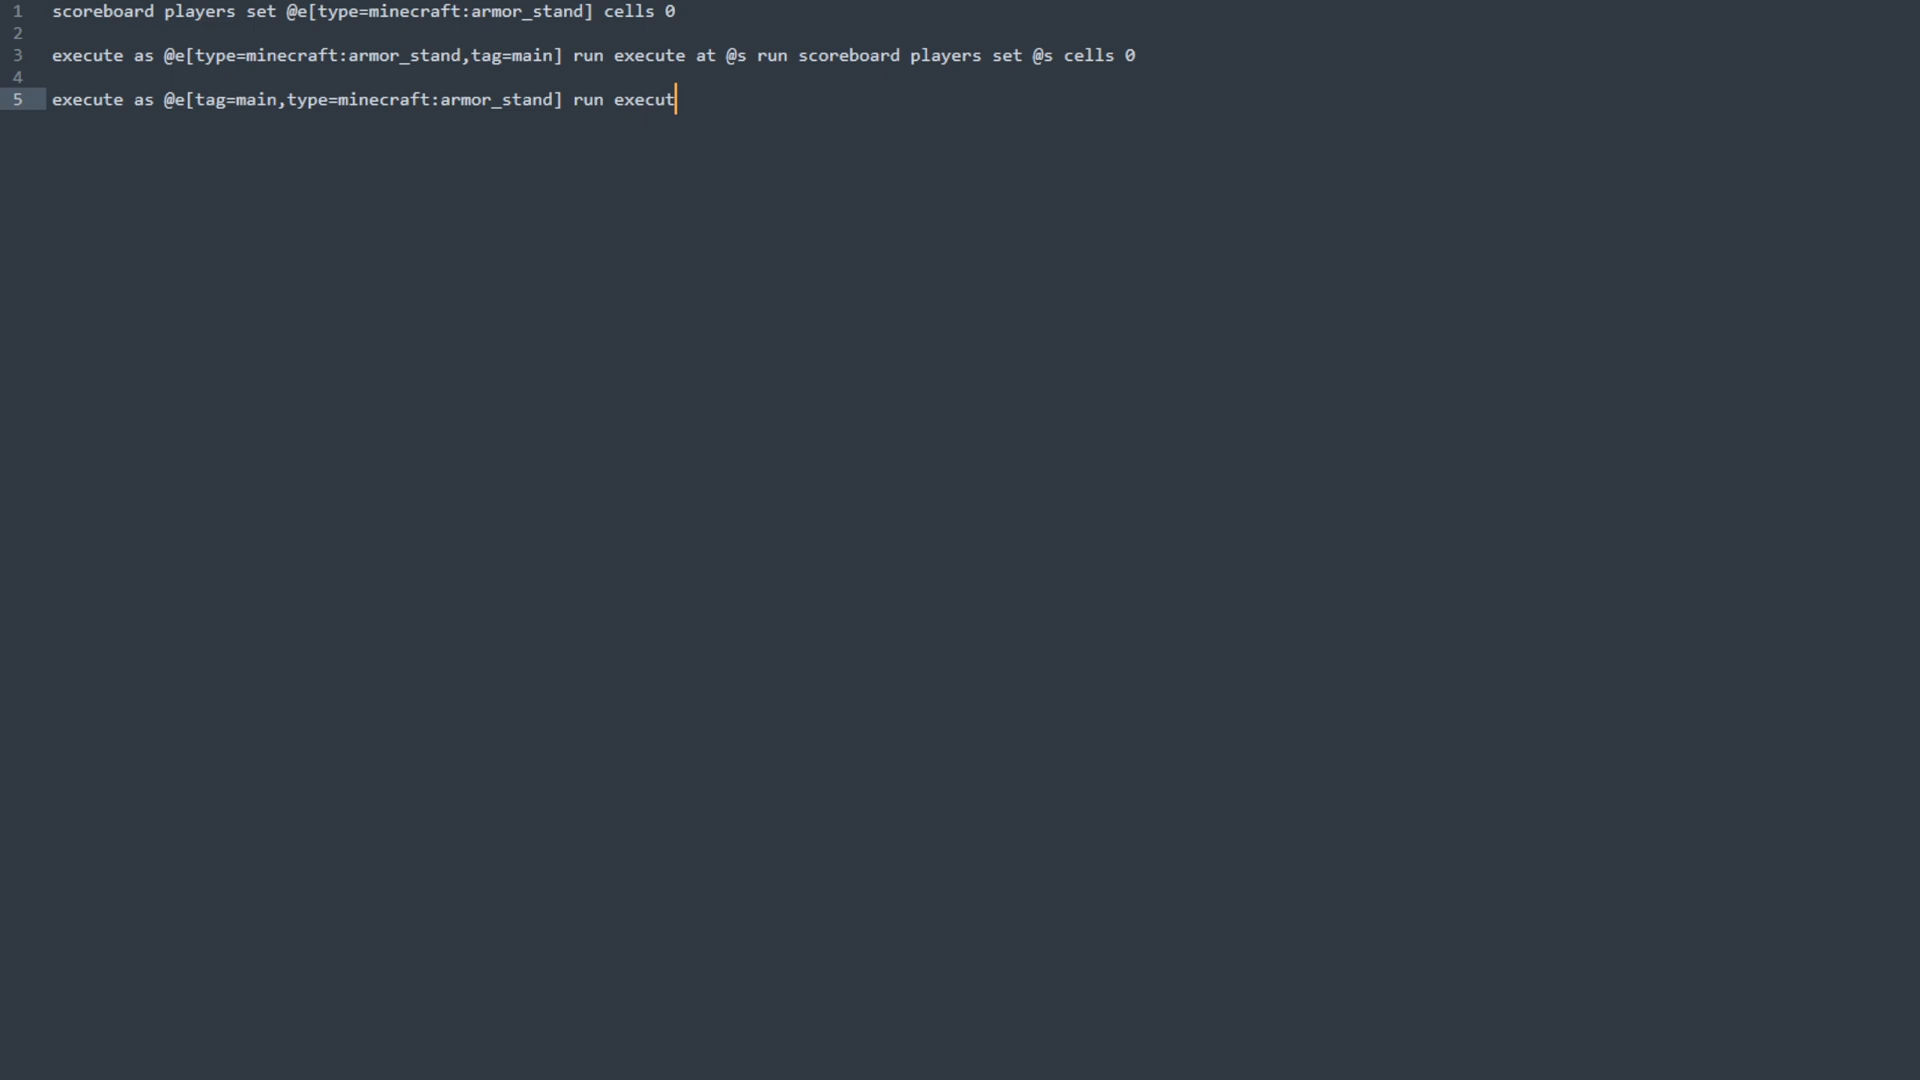 1 scoreboard players set @e[type=minecraft:armor_stand] cells 0
2
3 execute as @e[type=minecraft:armor_stand,tag=main] run execute at @s run scoreboard players set @s cells 0
4
5 execute as @e[tag=main,type=minecraft:armor_stand] run execut